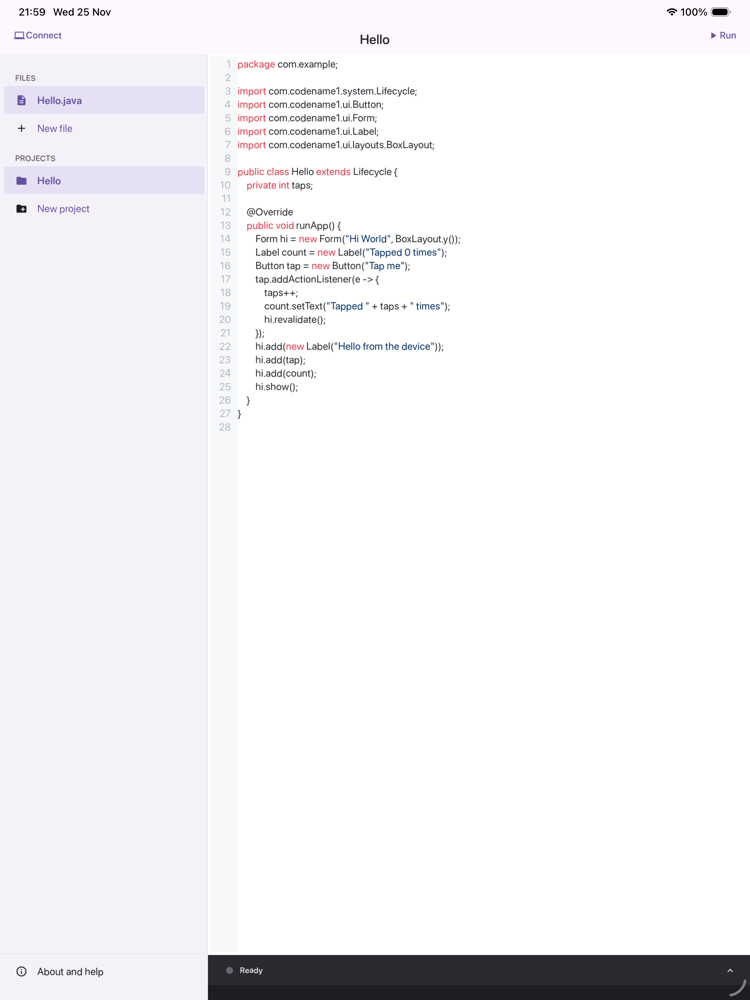 21:59 Wed 25 Nov
100%
Connect
Hello
Run
FILES
Hello.java
New file
PROJECTS
Hello
New project
About and help
1 package com.example;
2
3 import com.codename1.system.Lifecycle;
4 import com.codename1.ui.Button;
5 import com.codename1.ui.Form;
6 import com.codename1.ui.Label;
7 import com.codename1.ui.layouts.BoxLayout;
8
9 public class Hello extends Lifecycle {
10     private int taps;
11
12     @Override
13     public void runApp() {
14         Form hi = new Form("Hi World", BoxLayout.y());
15         Label count = new Label("Tapped 0 times");
16         Button tap = new Button("Tap me");
17         tap.addActionListener(e -> {
18             taps++;
19             count.setText("Tapped " + taps + " times");
20             hi.revalidate();
21         });
22         hi.add(new Label("Hello from the device"));
23         hi.add(tap);
24         hi.add(count);
25         hi.show();
26     }
27 }
28
Ready